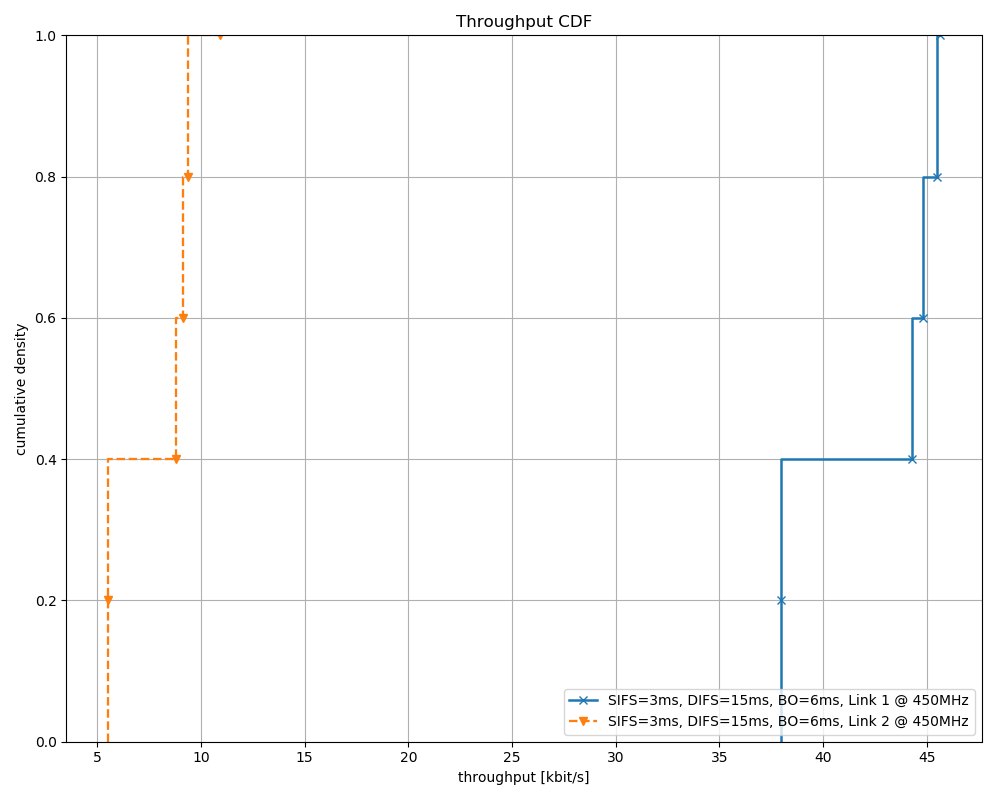 Throughput CDF
1.0
0.8
0.6
0.4
0.2
0.0
cumulative density
SIFS=3ms, DIFS=15ms, BO=6ms, Link 1 @ 450MHz
SIFS=3ms, DIFS=15ms, BO=6ms, Link 2 @ 450MHz
5 10 15 20 25 30 35 40 45
throughput [kbit/s]